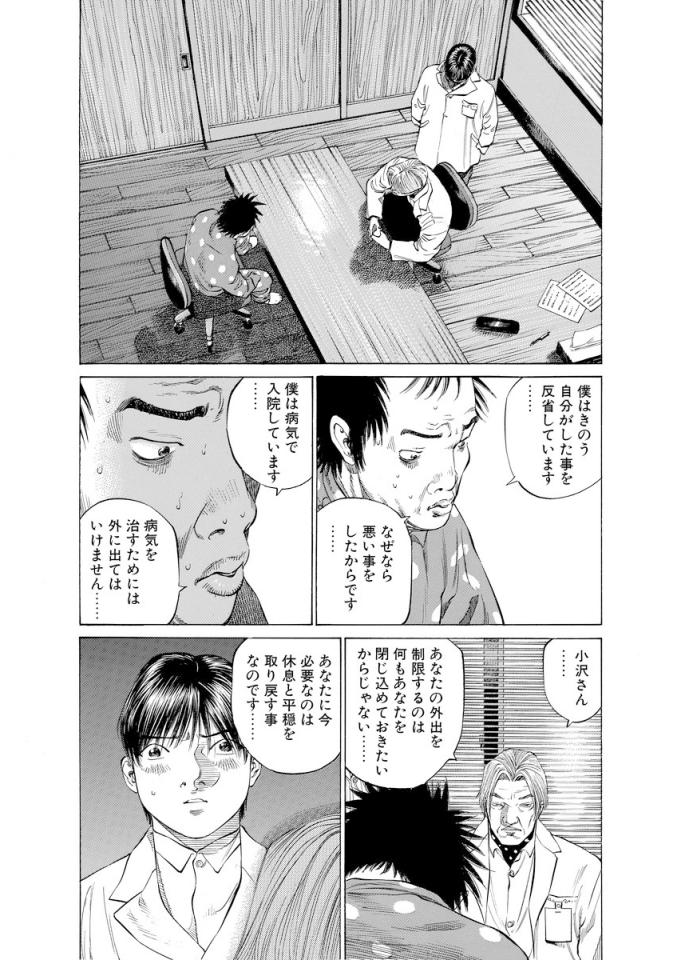 僕はきのう
自分がした事を
反省しています
……
なぜなら
悪い事を
したからです
……
僕は病気で
入院しています
……
病気を
治すためには
外に出ては
いけません……
小沢さん
……
あなたの外出を
制限するのは
何もあなたを
閉じ込めておきたい
からじゃない……
あなたに今
必要なのは
休息と平穏を
取り戻す事
なのです……